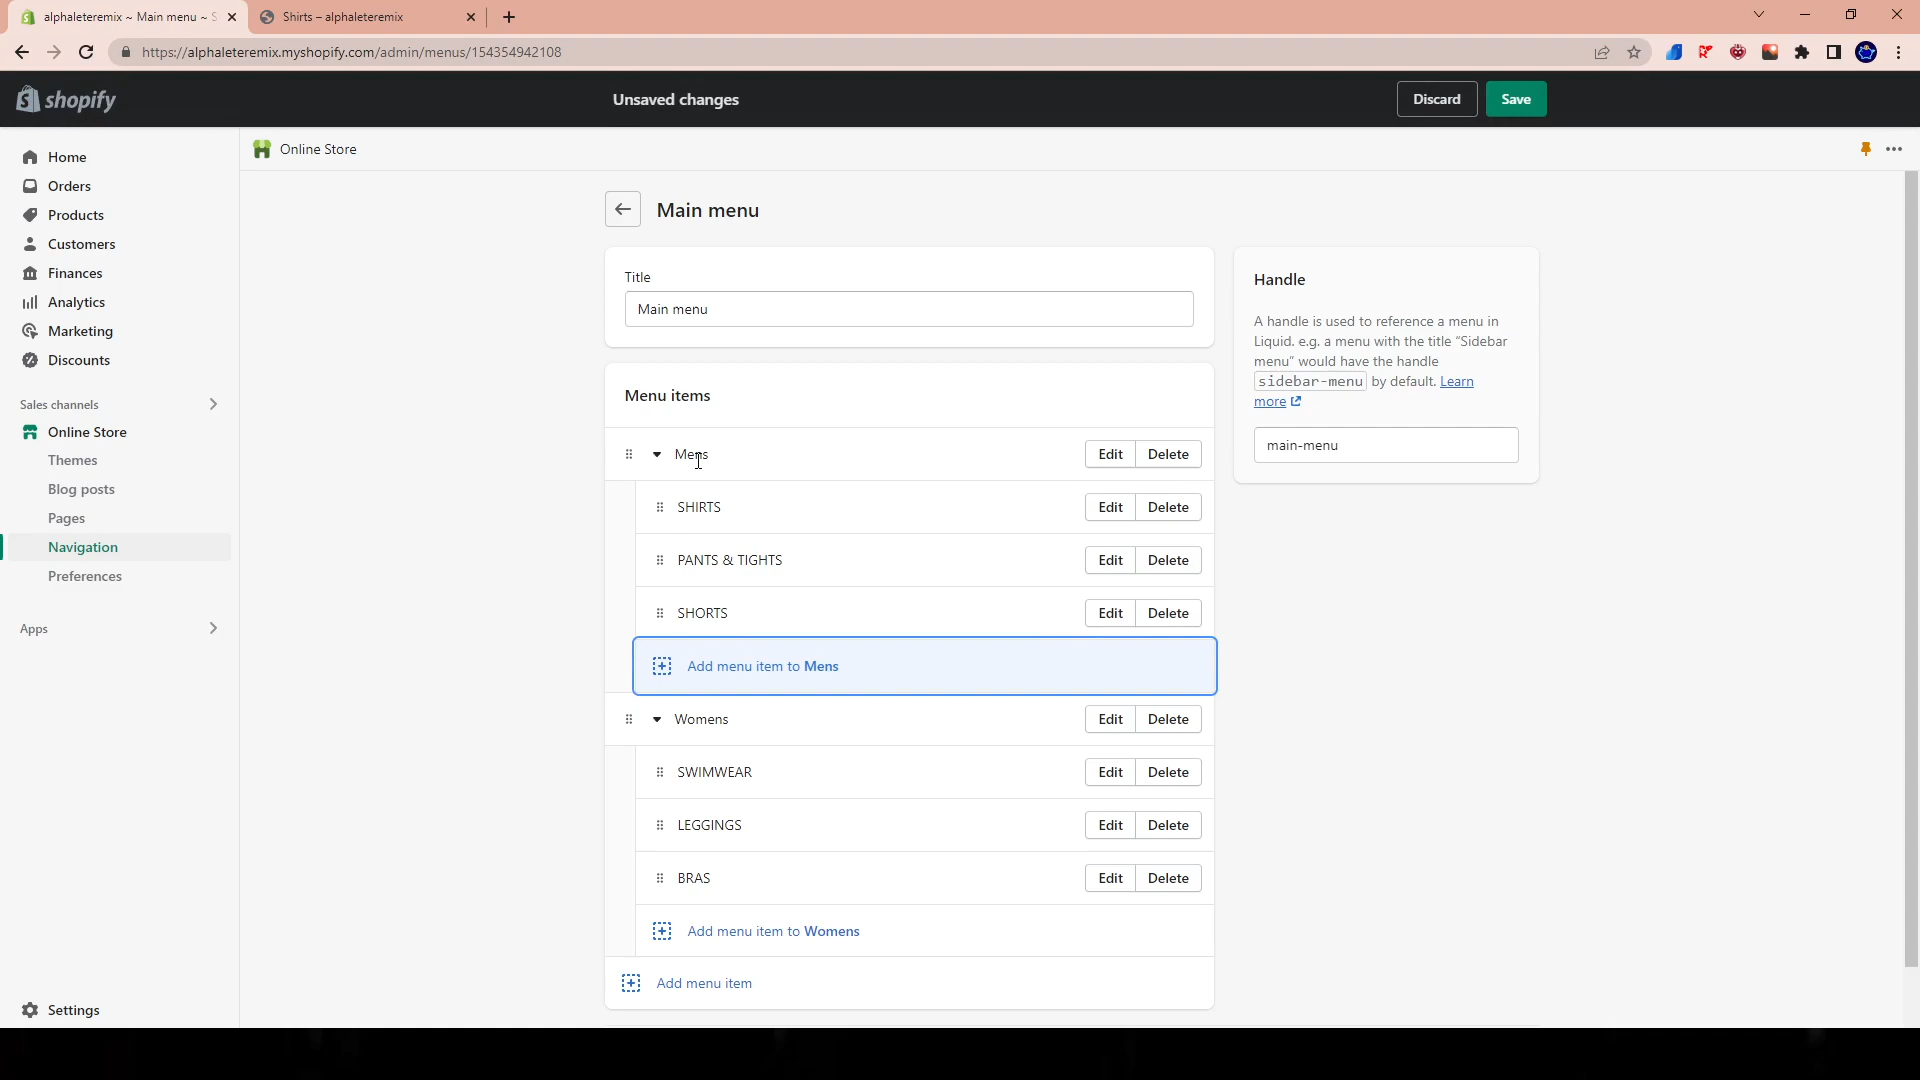 alphaleteremix ~ Main menu ~ S
Shirts – alphaleteremix
https://alphaleteremix.myshopify.com/admin/menus/154354942108
shopify
Unsaved changes
Discard
Save
Home
Orders
Products
Customers
Finances
Analytics
Marketing
Discounts
Sales channels
Online Store
Themes
Blog posts
Pages
Navigation
Preferences
Apps
Settings
Online Store
Main menu
Title
Main menu
Menu items
Mens Edit Delete
SHIRTS Edit Delete
PANTS & TIGHTS Edit Delete
SHORTS Edit Delete
Add menu item to Mens
Womens Edit Delete
SWIMWEAR Edit Delete
LEGGINGS Edit Delete
BRAS Edit Delete
Add menu item to Womens
Add menu item
Handle
A handle is used to reference a menu in
Liquid. e.g. a menu with the title “Sidebar
menu” would have the handle
sidebar-menu by default. Learn
more
main-menu